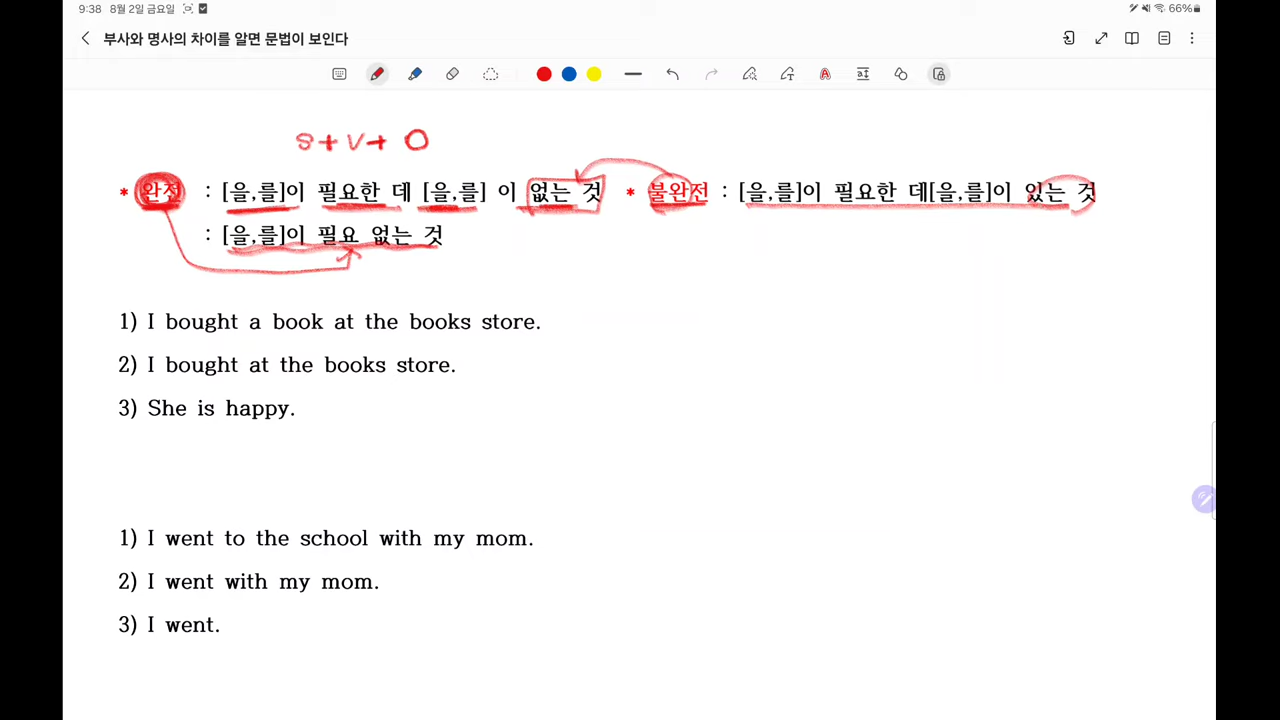 9:38 8월 2일 금요일 66%
부사와 명사의 차이를 알면 문법이 보인다
S+V+ O
* 완전 : [을,를]이 필요한 데 [을,를] 이 없는 것 * 불완전 : [을,를]이 필요한 데[을,를]이 있는 것
: [을,를]이 필요 없는 것
1) I bought a book at the books store.
2) I bought at the books store.
3) She is happy.
1) I went to the school with my mom.
2) I went with my mom.
3) I went.